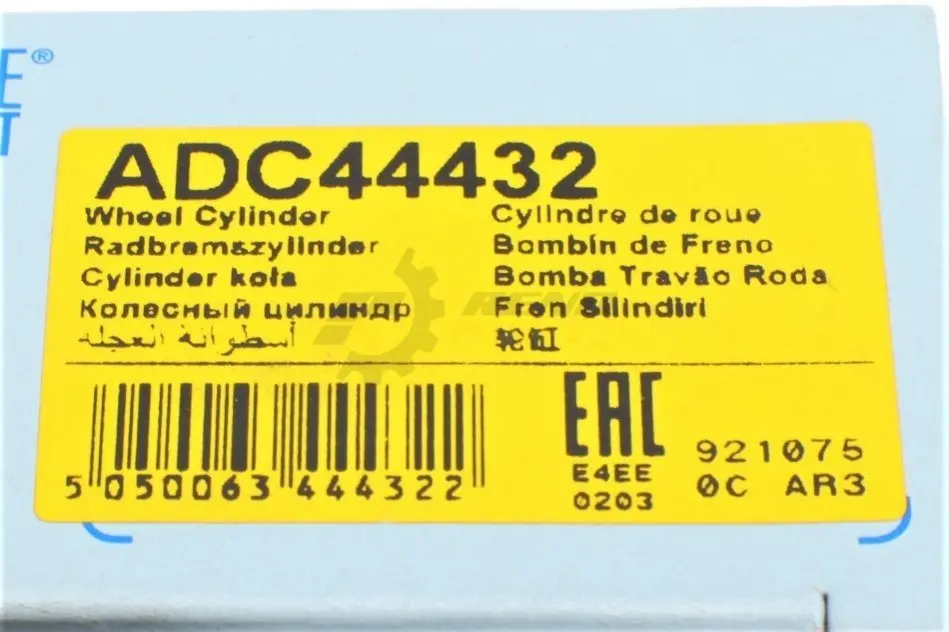 E®
T
ADC44432
Wheel Cylinder
Radbremszylinder
Cylinder koła
Колесный цилиндр
أسطوانة العجلة
Cylindre de roue
Bombín de Freno
Bomba Travão Roda
Fren Silindiri
轮缸
5 050063 444322
EAC
E4EE
0203
921075
0C AR3